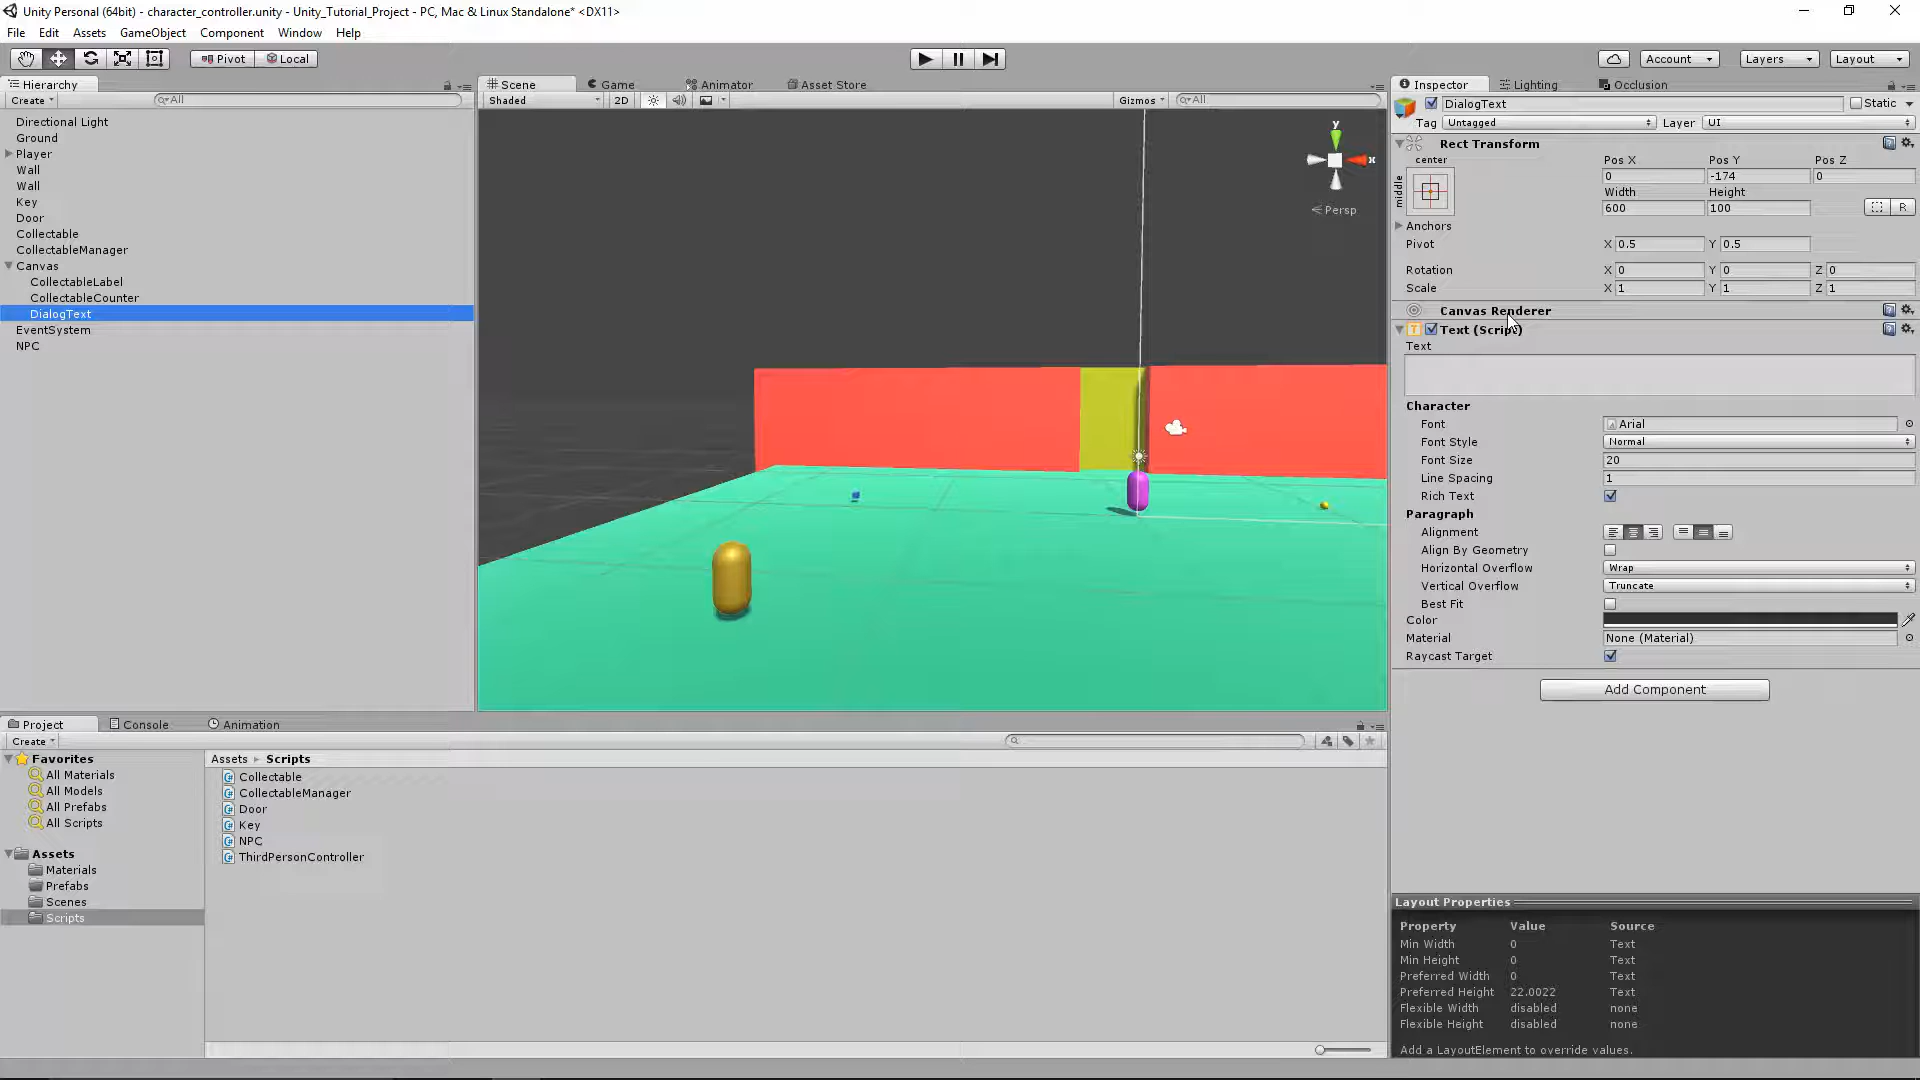 Unity Personal (64bit) - character_controller.unity - Unity_Tutorial_Project - PC, Mac & Linux Standalone* <DX11>
File Edit Assets GameObject Component Window Help
Pivot Local Account Layers Layout
Hierarchy
Create All
Directional Light
Ground
Player
Wall
Wall
Key
Door
Collectable
CollectableManager
Canvas
CollectableLabel
CollectableCounter
DialogText
EventSystem
NPC
Scene Game Animator Asset Store
Shaded 2D Gizmos All
y
x
Persp
Inspector Lighting Occlusion
DialogText Static
Tag Untagged Layer UI
Rect Transform
center Pos X Pos Y Pos Z
middle 0 -174 0
Width Height
600 100 R
Anchors
Pivot X 0.5 Y 0.5
Rotation X 0 Y 0 Z 0
Scale X 1 Y 1 Z 1
Canvas Renderer
Text (Script)
Text
Character
Font Arial
Font Style Normal
Font Size 20
Line Spacing 1
Rich Text
Paragraph
Alignment
Align By Geometry
Horizontal Overflow Wrap
Vertical Overflow Truncate
Best Fit
Color
Material None (Material)
Raycast Target
Add Component
Layout Properties
Property Value Source
Min Width 0 Text
Min Height 0 Text
Preferred Width 0 Text
Preferred Height 22.0022 Text
Flexible Width disabled none
Flexible Height disabled none
Add a LayoutElement to override values.
Project Console Animation
Create
Favorites
All Materials
All Models
All Prefabs
All Scripts
Assets
Materials
Prefabs
Scenes
Scripts
Assets Scripts
Collectable
CollectableManager
Door
Key
NPC
ThirdPersonController